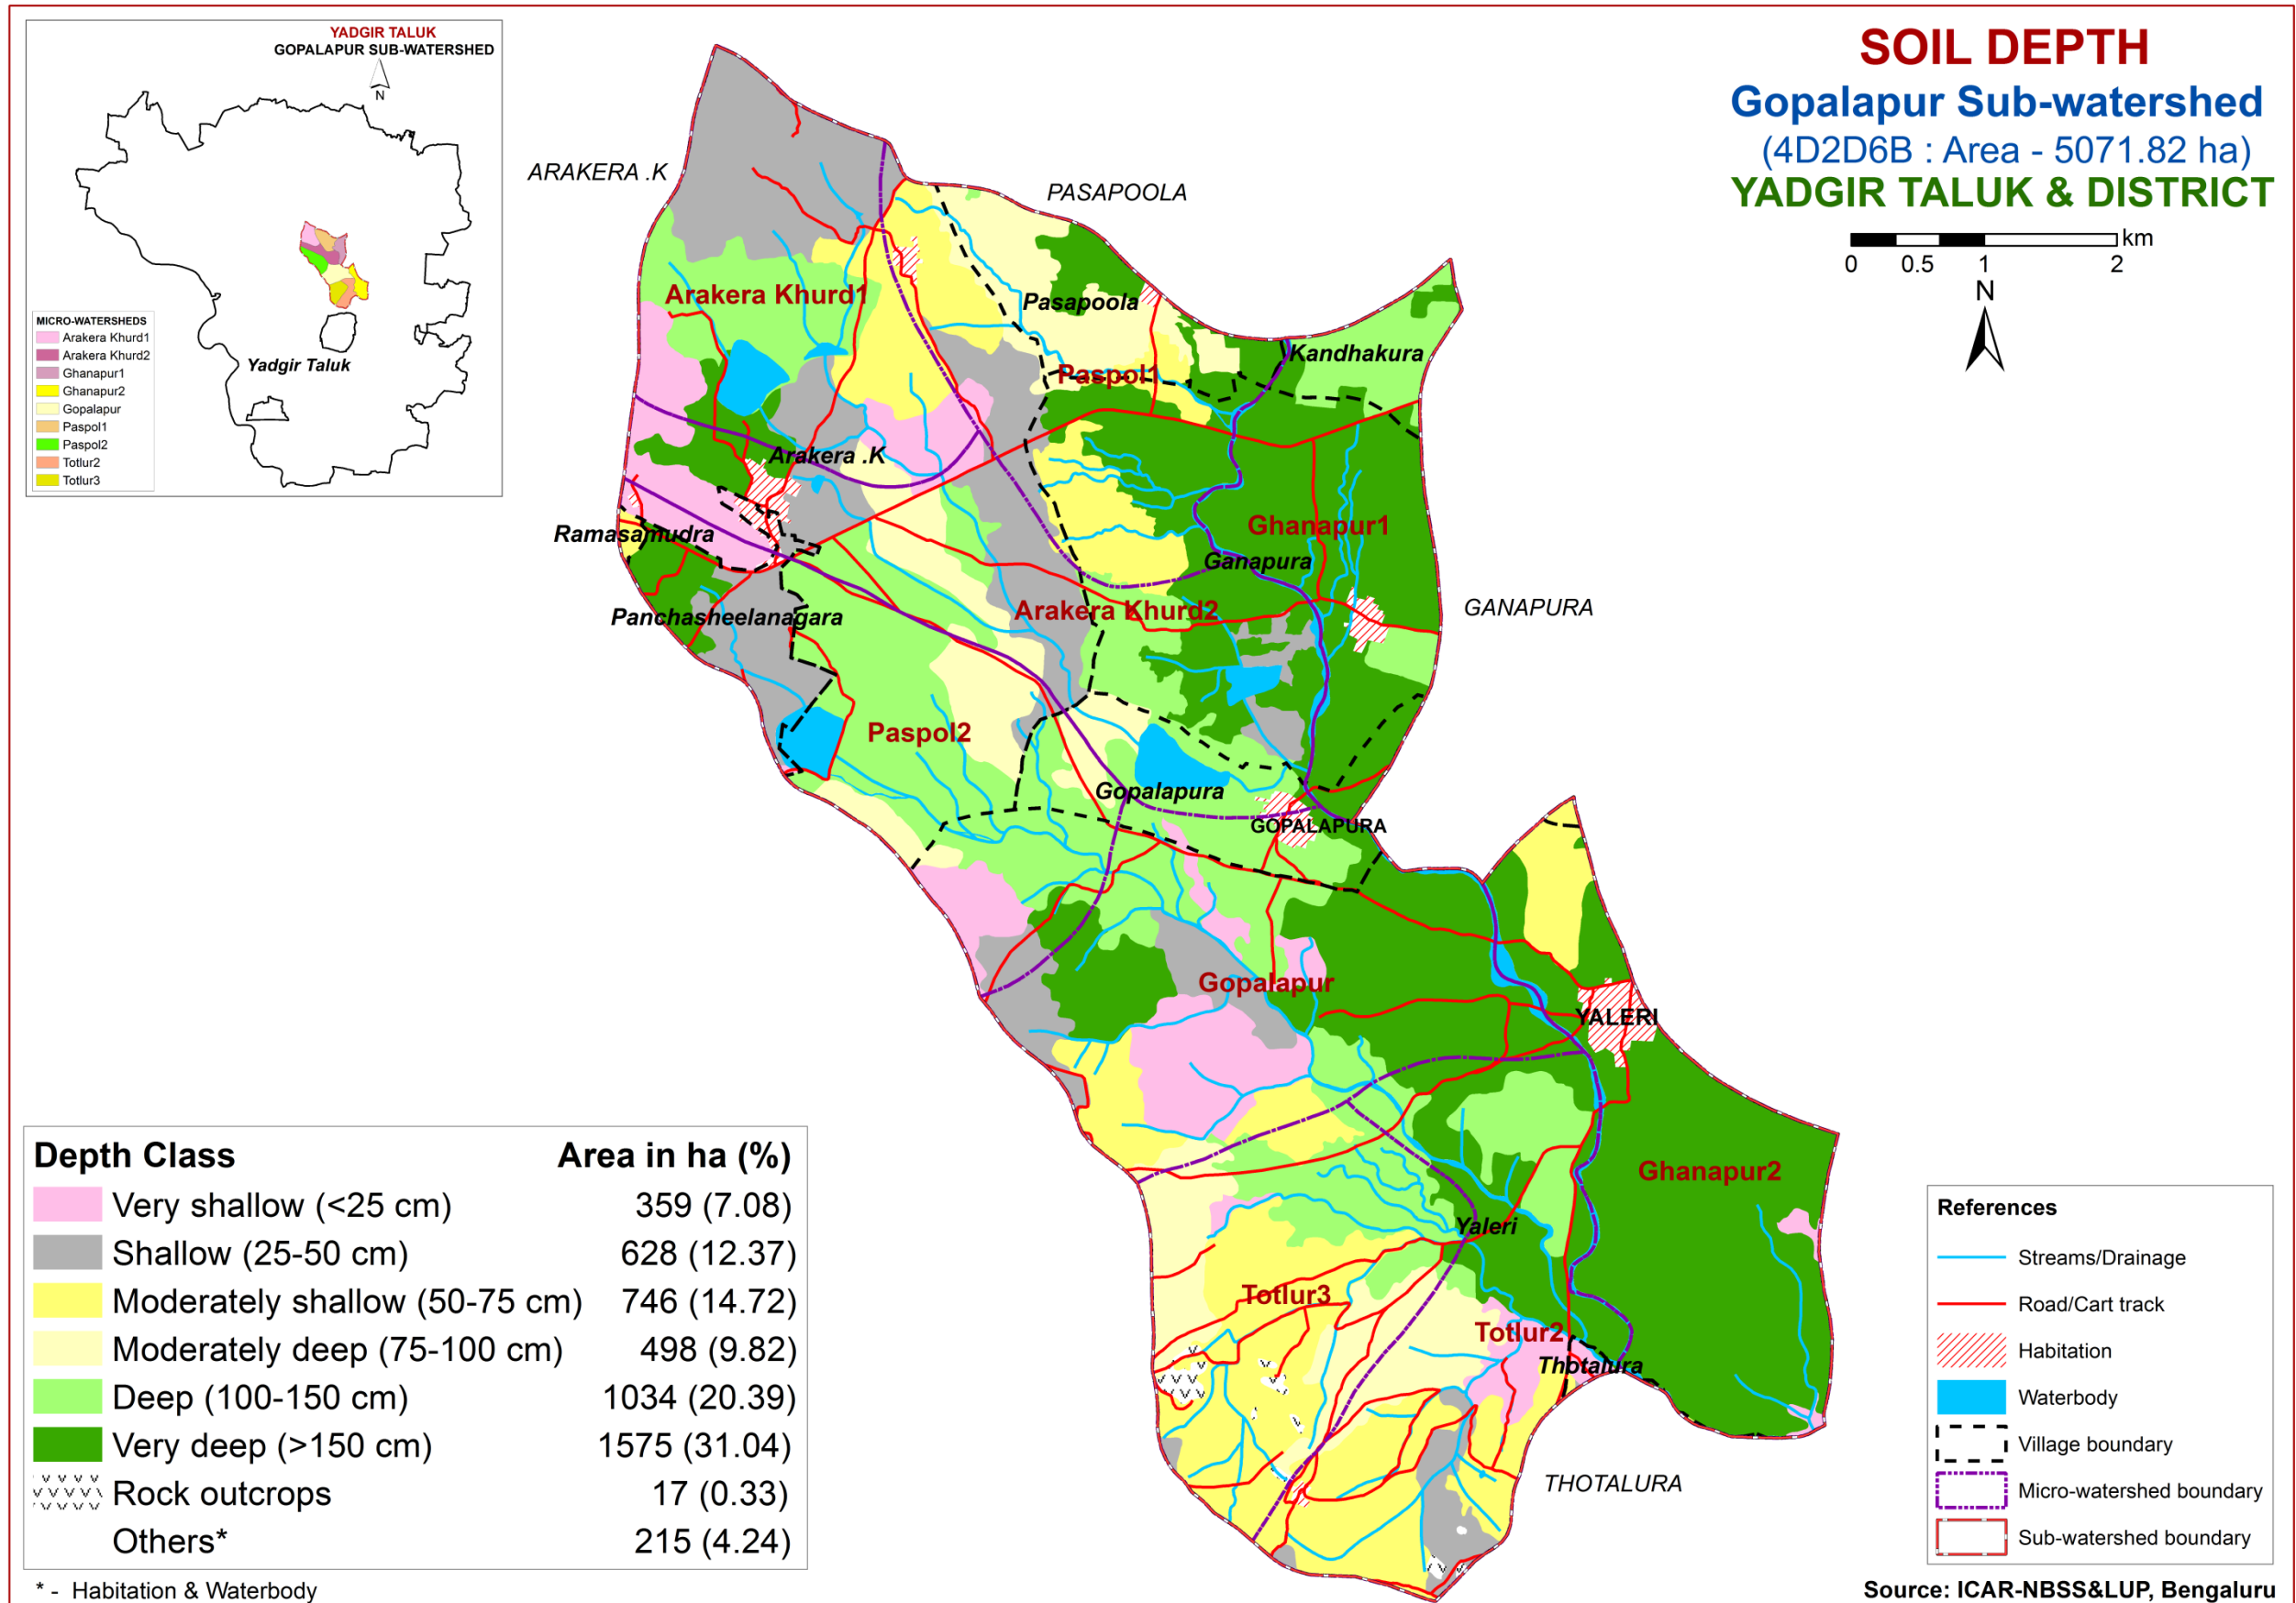 YADGIR TALUK
GOPALAPUR SUB-WATERSHED
N
Yadgir Taluk
MICRO-WATERSHEDS
Arakera Khurd1
Arakera Khurd2
Ghanapur1
Ghanapur2
Gopalapur
Paspol1
Paspol2
Totlur2
Totlur3
SOIL DEPTH
Gopalapur Sub-watershed
(4D2D6B : Area - 5071.82 ha)
YADGIR TALUK & DISTRICT
km
0 0.5 1 2
N
ARAKERA .K
PASAPOOLA
Arakera Khurd1
Pasapoola
Kandhakura
Paspol1
Arakera .K
Ramasamudra
Ghanapur1
Ganapura
Panchasheelanagara
Arakera Khurd2
GANAPURA
Paspol2
Gopalapura
GOPALAPURA
Gopalapur
YALERI
Ghanapur2
Yaleri
Totlur3
Totlur2
Thotalura
THOTALURA
Depth Class Area in ha (%)
Very shallow (<25 cm) 359 (7.08)
Shallow (25-50 cm) 628 (12.37)
Moderately shallow (50-75 cm) 746 (14.72)
Moderately deep (75-100 cm) 498 (9.82)
Deep (100-150 cm) 1034 (20.39)
Very deep (>150 cm) 1575 (31.04)
Rock outcrops 17 (0.33)
Others* 215 (4.24)
* - Habitation & Waterbody
References
Streams/Drainage
Road/Cart track
Habitation
Waterbody
Village boundary
Micro-watershed boundary
Sub-watershed boundary
Source: ICAR-NBSS&LUP, Bengaluru